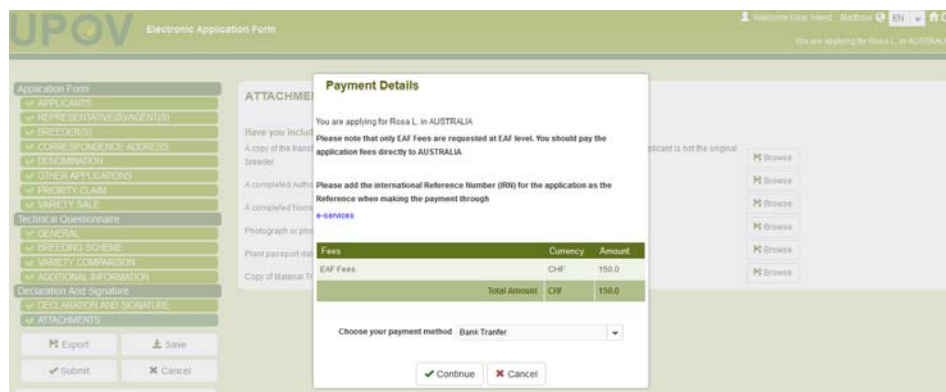 UPOV
Electronic Application Form
Welcome User Hend
EN
You are applying for Rosa L. in AUSTRALIA
Application Form
APPLICANTS
REPRESENTATIVE(S)/AGENT(S)
BREEDER(S)
CORRESPONDENCE ADDRESS
DENOMINATION
OTHER APPLICATIONS
PRIORITY CLAIM
VARIETY SALE
Technical Questionnaire
GENERAL
BREEDING SCHEME
VARIETY COMPARISON
ADDITIONAL INFORMATION
Declaration And Signature
DECLARATION AND SIGNATURE
ATTACHMENTS
Export
Save
Submit
Cancel
ATTACHME
Have you includ
A copy of the transf
plicant is not the original
breeder
Browse
A completed Autho
Browse
A completed Nomi
Browse
Photograph or pho
Browse
Plant passport nu
Browse
Copy of Material Tr
Browse
Payment Details
You are applying for Rosa L. in AUSTRALIA
Please note that only EAF Fees are requested at EAF level. You should pay the
application fees directly to AUSTRALIA
Please add the international Reference Number (IRN) for the application as the
Reference when making the payment through
e-services
Fees Currency Amount
EAF Fees CHF 150.0
Total Amount CHF 150.0
Choose your payment method Bank Tranfer
Continue Cancel